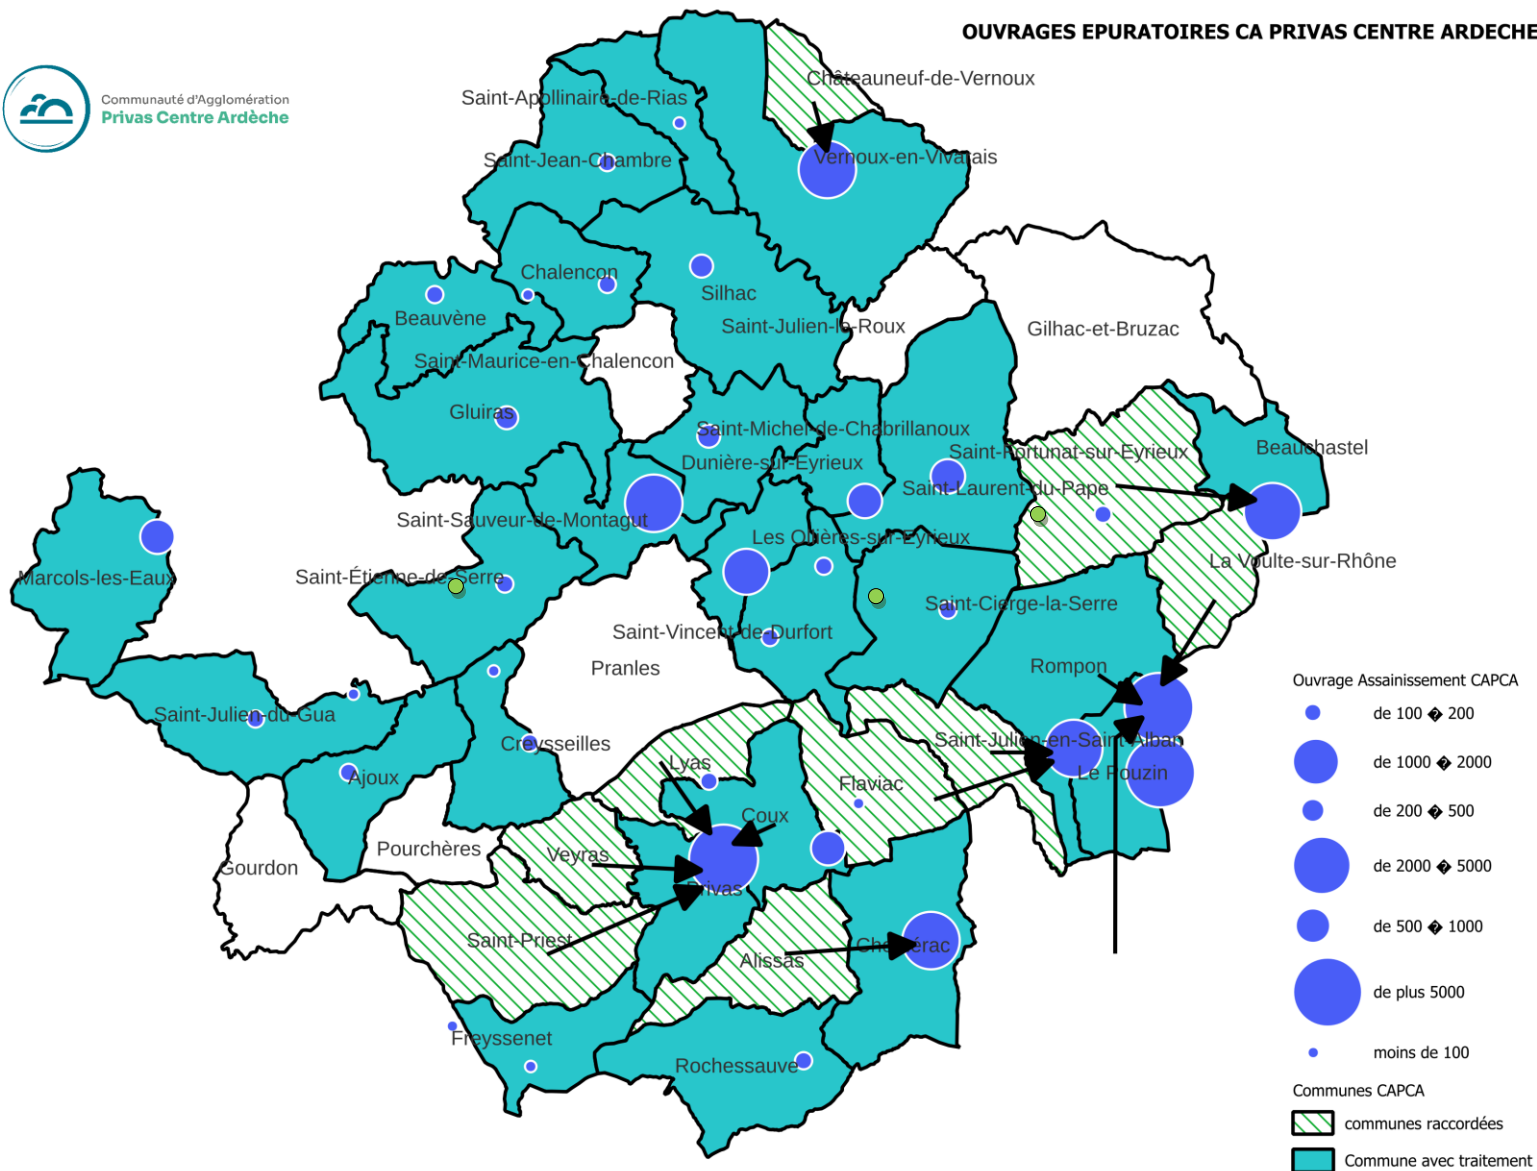 OUVRAGES EPURATOIRES CA PRIVAS CENTRE ARDECHE
Communauté d'Agglomération
Privas Centre Ardèche
Châteauneuf-de-Vernoux
Saint-Apollinaire-de-Rias
Saint-Jean-Chambre
Vernoux-en-Vivarais
Chalencon
Silhac
Beauvène
Saint-Julien-le-Roux
Gilhac-et-Bruzac
Saint-Maurice-en-Chalencon
Gluiras
Saint-Michel-de-Chabrillanoux
Beauchastel
Saint-Fortunat-sur-Eyrieux
Dunière-sur-Eyrieux
Saint-Laurent-du-Pape
Saint-Sauveur-de-Montagut
Les Ollières-sur-Eyrieux
La Voulte-sur-Rhône
Marcols-les-Eaux
Saint-Étienne-de-Serre
Saint-Cierge-la-Serre
Saint-Vincent-de-Durfort
Pranles
Rompon
Saint-Julien-du-Gua
Creysseilles
Saint-Julien-en-Saint-Alban
Lyas
Le Pouzin
Ajoux
Flaviac
Coux
Pourchères
Veyras
Gourdon
Privas
Saint-Priest
Chomérac
Alissas
Freyssenet
Rochessauve
Ouvrage Assainissement CAPCA
de 100 � 200
de 1000 � 2000
de 200 � 500
de 2000 � 5000
de 500 � 1000
de plus 5000
moins de 100
Communes CAPCA
communes raccordées
Commune avec traitement